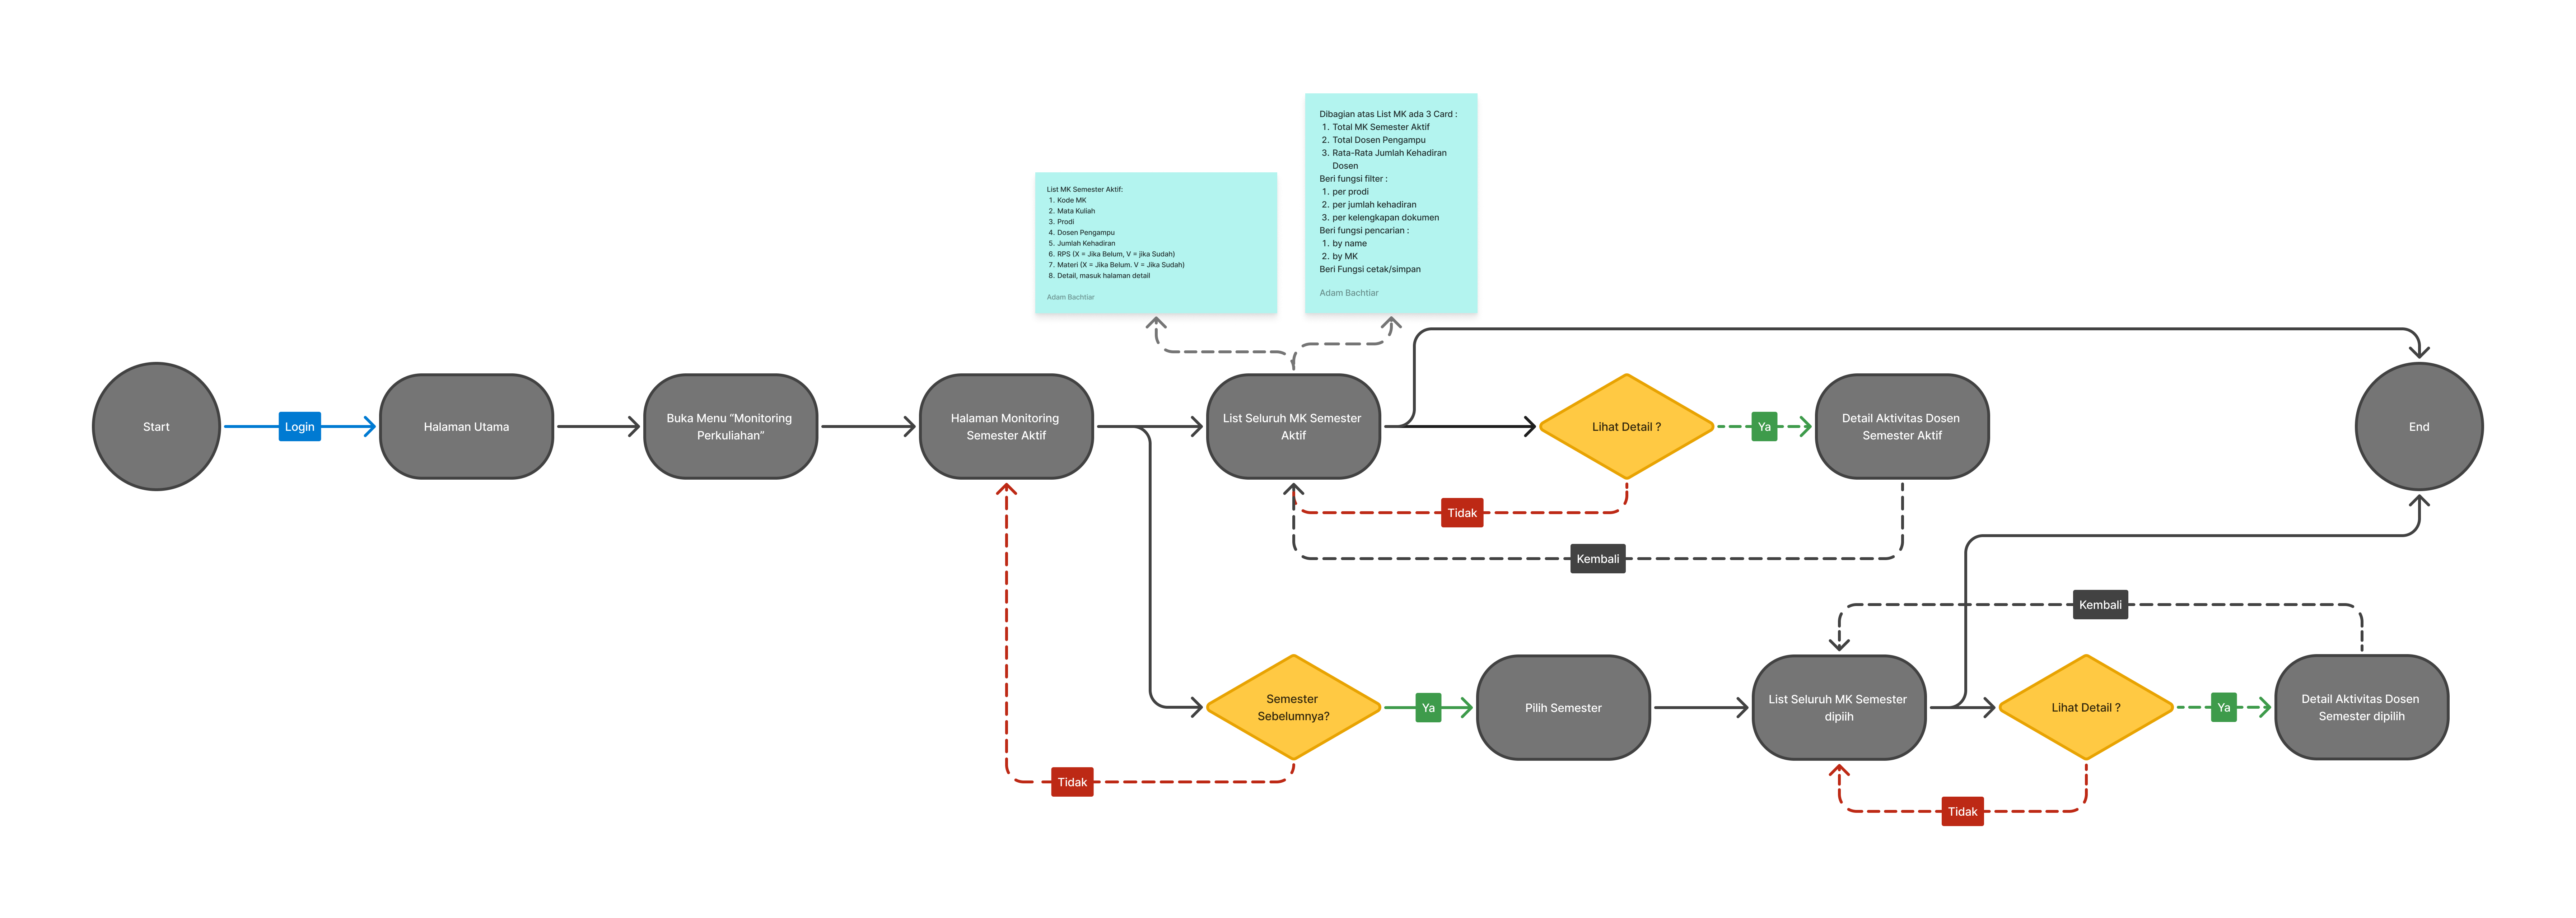 Dibagian atas List MK ada 3 Card :
1. Total MK Semester Aktif
2. Total Dosen Pengampu
3. Rata-Rata Jumlah Kehadiran
Dosen
Beri fungsi filter :
1. per prodi
2. per jumlah kehadiran
3. per kelengkapan dokumen
Beri fungsi pencarian :
1. by name
2. by MK
Beri Fungsi cetak/simpan
Adam Bachtiar
List MK Semester Aktif:
1. Kode MK
2. Mata Kuliah
3. Prodi
4. Dosen Pengampu
5. Jumlah Kehadiran
6. RPS (X = Jika Belum, V = jika Sudah)
7. Materi (X = Jika Belum. V = Jika Sudah)
8. Detail, masuk halaman detail
Adam Bachtiar
Start
Login
Halaman Utama
Buka Menu “Monitoring
Perkuliahan”
Halaman Monitoring
Semester Aktif
List Seluruh MK Semester
Aktif
Lihat Detail ?
Ya
Detail Aktivitas Dosen
Semester Aktif
End
Tidak
Kembali
Kembali
Semester
Sebelumnya?
Ya
Pilih Semester
List Seluruh MK Semester
dipiih
Lihat Detail ?
Ya
Detail Aktivitas Dosen
Semester dipilih
Tidak
Tidak